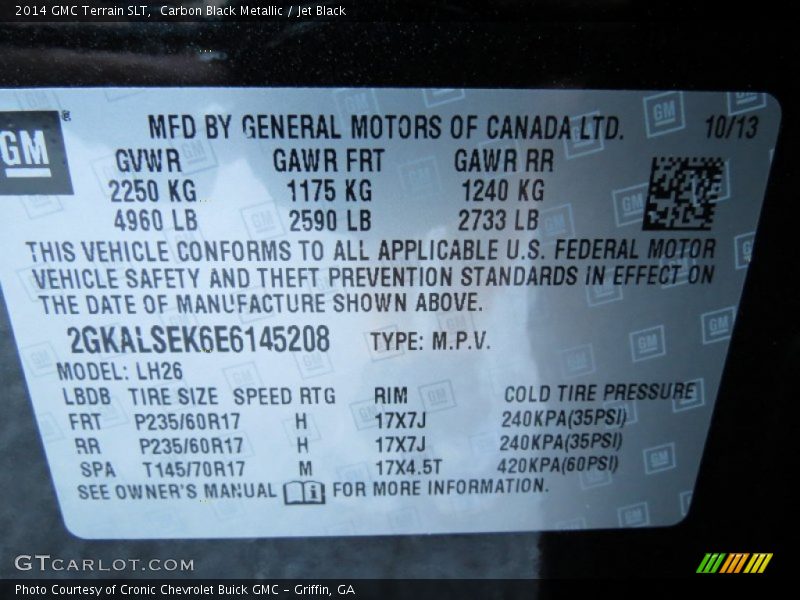 2014 GMC Terrain SLT, Carbon Black Metallic / Jet Black
GM
MFD BY GENERAL MOTORS OF CANADA LTD. 10/13
GVWR GAWR FRT GAWR RR
2250 KG 1175 KG 1240 KG
4960 LB 2590 LB 2733 LB
THIS VEHICLE CONFORMS TO ALL APPLICABLE U.S. FEDERAL MOTOR
VEHICLE SAFETY AND THEFT PREVENTION STANDARDS IN EFFECT ON
THE DATE OF MANUFACTURE SHOWN ABOVE.
2GKALSEK6E6145208 TYPE: M.P.V.
MODEL: LH26
LBDB TIRE SIZE SPEED RTG RIM COLD TIRE PRESSURE
FRT P235/60R17 H 17X7J 240KPA(35PSI)
RR P235/60R17 H 17X7J 240KPA(35PSI)
SPA T145/70R17 M 17X4.5T 420KPA(60PSI)
SEE OWNER'S MANUAL FOR MORE INFORMATION.
GTCARLOT.COM
Photo Courtesy of Cronic Chevrolet Buick GMC – Griffin, GA